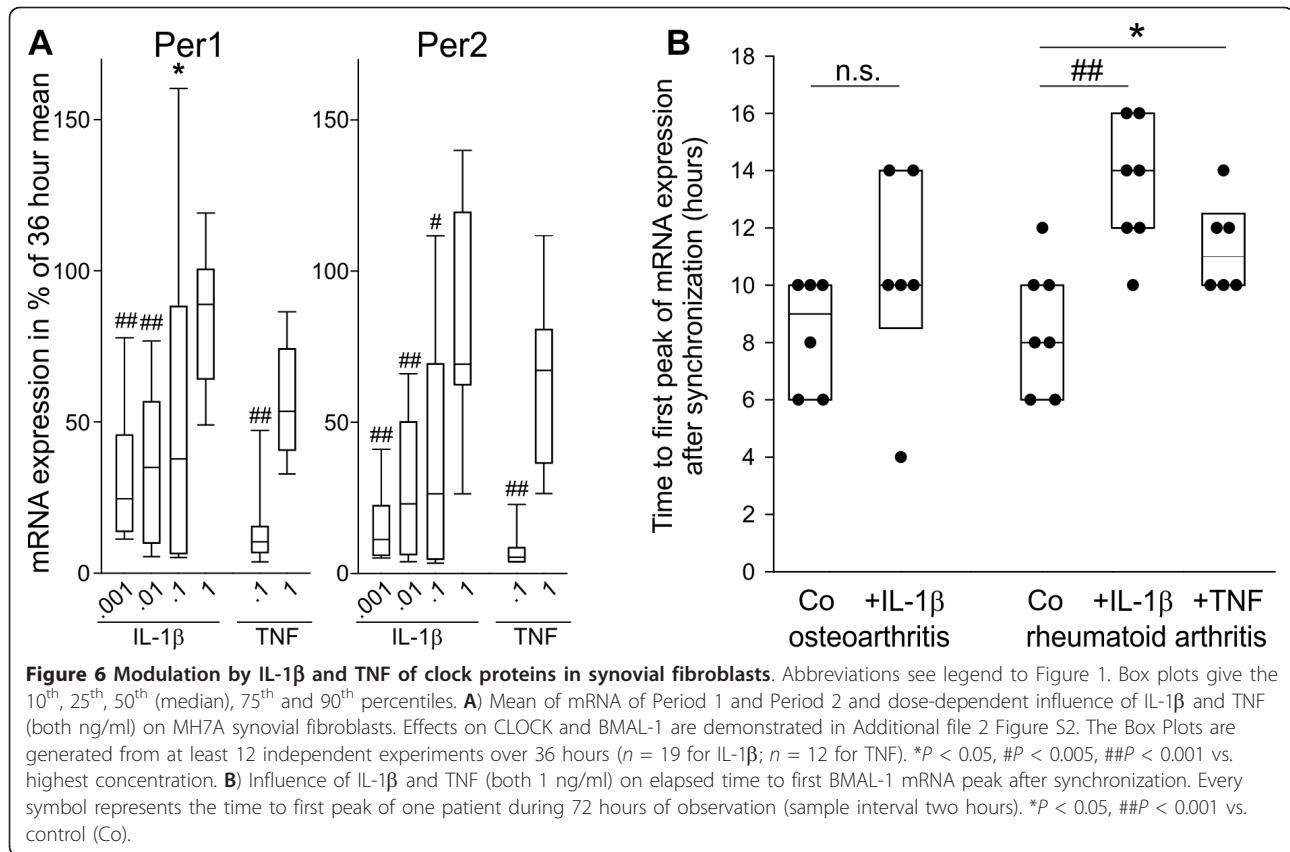 A
Per1
Per2
mRNA expression in % of 36 hour mean
150
100
50
0
##
##
*
##
.001
.01
.1
1
.1
1
IL-1β
TNF
150
100
50
0
##
##
#
##
.001
.01
.1
1
.1
1
IL-1β
TNF
B
Time to first peak of mRNA expression
after synchronization (hours)
18
16
14
12
10
8
6
4
2
0
n.s.
##
*
Co +IL-1β
osteoarthritis
Co +IL-1β +TNF
rheumatoid arthritis
Figure 6 Modulation by IL-1β and TNF of clock proteins in synovial fibroblasts. Abbreviations see legend to Figure 1. Box plots give the
10th, 25th, 50th (median), 75th and 90th percentiles. A) Mean of mRNA of Period 1 and Period 2 and dose-dependent influence of IL-1β and TNF
(both ng/ml) on MH7A synovial fibroblasts. Effects on CLOCK and BMAL-1 are demonstrated in Additional file 2 Figure S2. The Box Plots are
generated from at least 12 independent experiments over 36 hours (n = 19 for IL-1β; n = 12 for TNF). *P < 0.05, #P < 0.005, ##P < 0.001 vs.
highest concentration. B) Influence of IL-1β and TNF (both 1 ng/ml) on elapsed time to first BMAL-1 mRNA peak after synchronization. Every
symbol represents the time to first peak of one patient during 72 hours of observation (sample interval two hours). *P < 0.05, ##P < 0.001 vs.
control (Co).